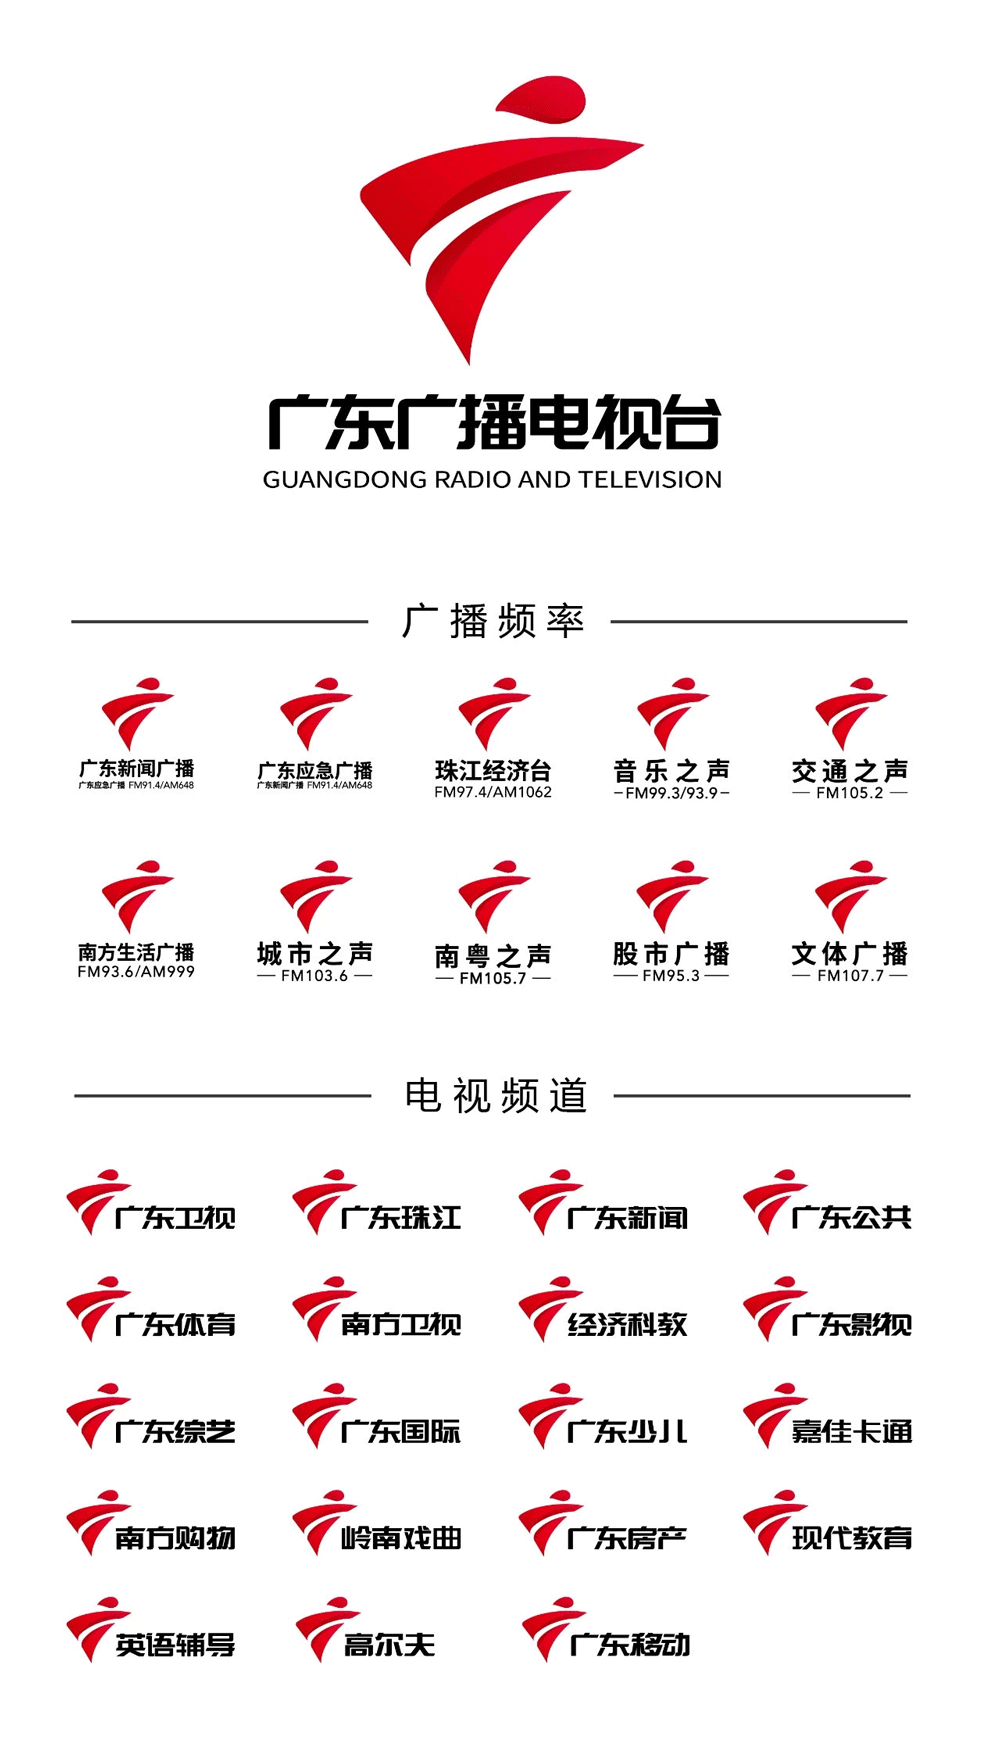 广东广播电视台
GUANGDONG RADIO AND TELEVISION
广播频率
广东新闻广播
广东应急广播 FM91.4/AM648
广东应急广播
广东新闻广播 FM91.4/AM648
珠江经济台
FM97.4/AM1062
音乐之声
–FM99.3/93.9–
交通之声
— FM105.2 —
南方生活广播
FM93.6/AM999
城市之声
— FM103.6 —
南粤之声
— FM105.7 —
股市广播
— FM95.3 —
文体广播
— FM107.7 —
电视频道
广东卫视
广东珠江
广东新闻
广东公共
广东体育
南方卫视
经济科教
广东影视
广东综艺
广东国际
广东少儿
嘉佳卡通
南方购物
岭南戏曲
广东房产
现代教育
英语辅导
高尔夫
广东移动